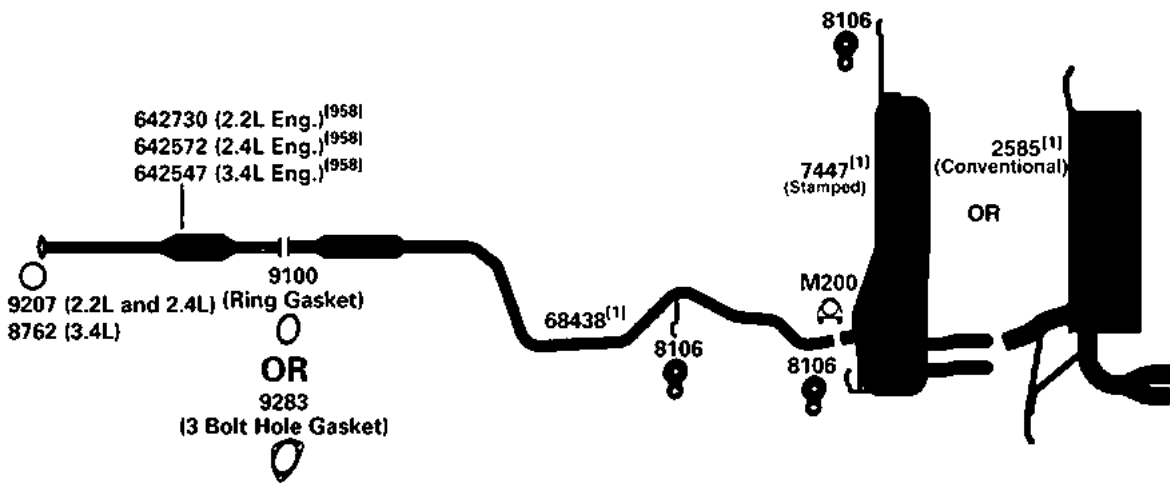 8106
642730 (2.2L Eng.)[958]
642572 (2.4L Eng.)[958]
642547 (3.4L Eng.)[958]
7447[1]
(Stamped)
2585[1]
(Conventional)
OR
9207 (2.2L and 2.4L)
8762 (3.4L)
9100
(Ring Gasket)
OR
9283
(3 Bolt Hole Gasket)
68438[1]
8106
M200
8106